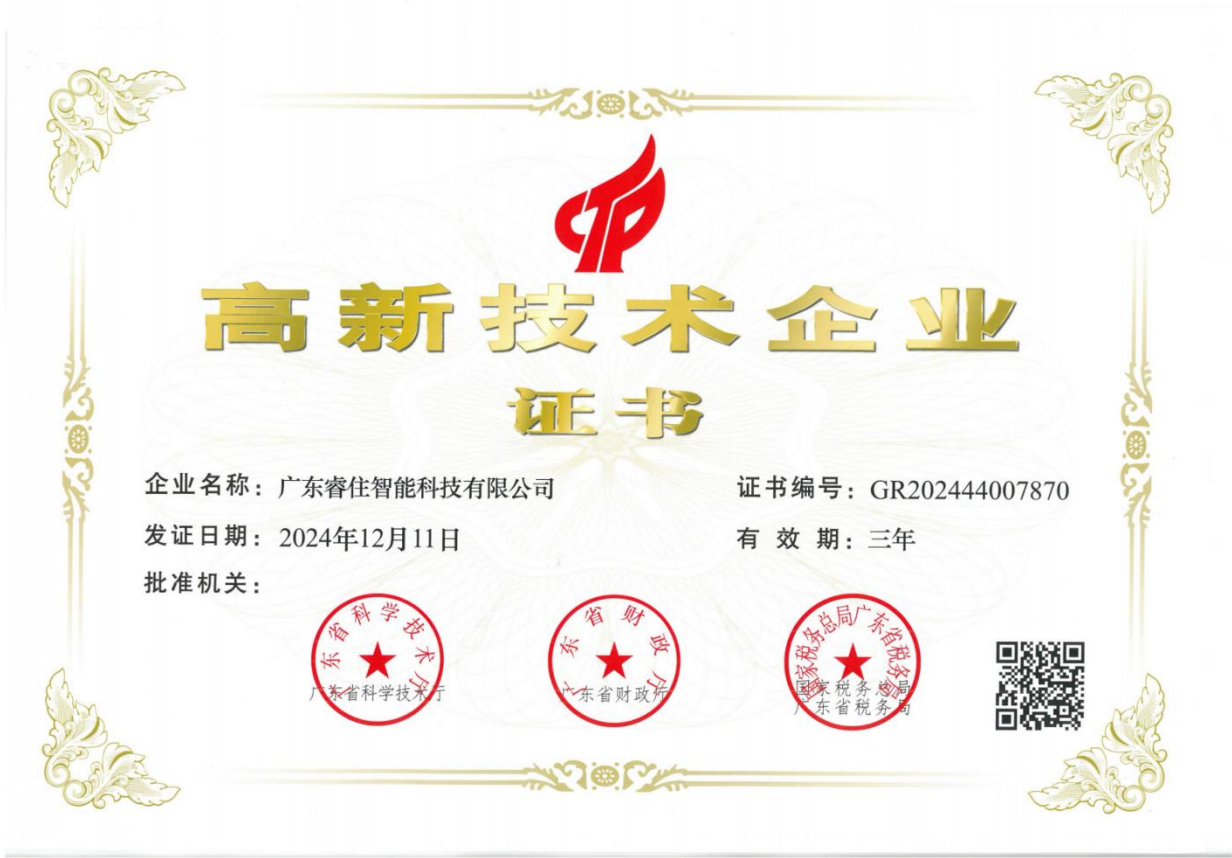 CTP
高新技术企业
证书
企业名称：广东睿住智能科技有限公司
证书编号：GR202444007870
发证日期：2024年12月11日
有效期：三年
批准机关：
广东省科学技术厅
广东省财政厅
国家税务总局广东省税务局
广东省科学技术厅
广东省财政厅
国家税务总局
广东省税务局